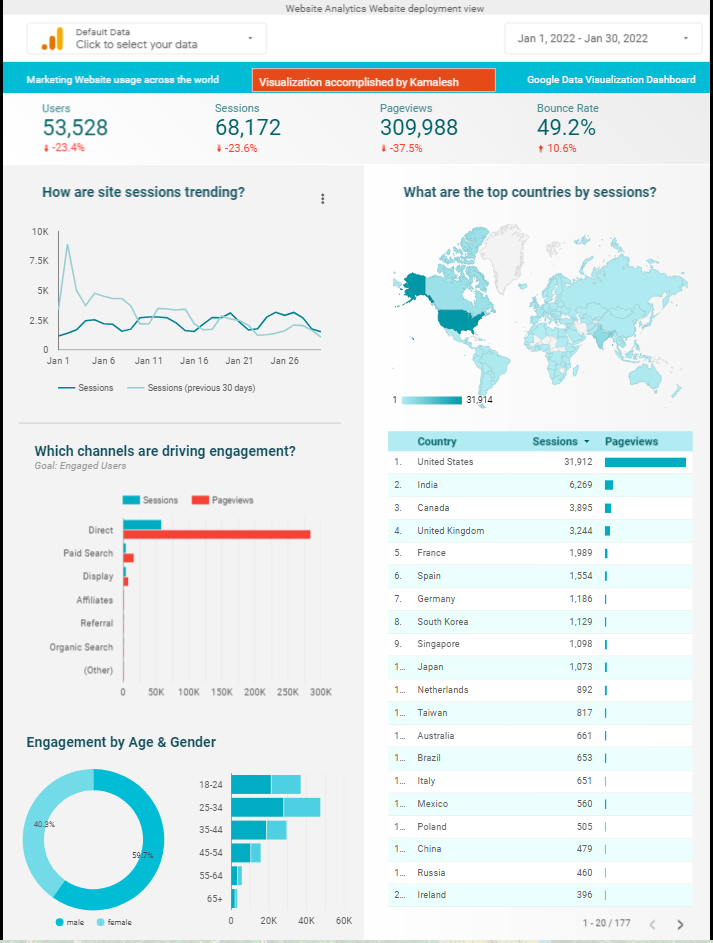 Website Analytics Website deployment view
Default Data
Click to select your data
Jan 1, 2022 - Jan 30, 2022
Marketing Website usage across the world
Visualization accomplished by Kamalesh
Google Data Visualization Dashboard
Users
53,528
-23.4%
Sessions
68,172
-23.6%
Pageviews
309,988
-37.5%
Bounce Rate
49.2%
10.6%
How are site sessions trending?
10K
7.5K
5K
2.5K
0
Jan 1 Jan 6 Jan 11 Jan 16 Jan 21 Jan 26
Sessions Sessions (previous 30 days)
Which channels are driving engagement?
Goal: Engaged Users
Sessions Pageviews
Direct
Paid Search
Display
Affiliates
Referral
Organic Search
(Other)
0 50K 100K 150K 200K 250K 300K
Engagement by Age & Gender
40.3%
59.7%
male female
18-24
25-34
35-44
45-54
55-64
65+
0 20K 40K 60K
What are the top countries by sessions?
1 31,914
Country Sessions Pageviews
1. United States 31,912
2. India 6,269
3. Canada 3,895
4. United Kingdom 3,244
5. France 1,989
6. Spain 1,554
7. Germany 1,186
8. South Korea 1,129
9. Singapore 1,098
1... Japan 1,073
1... Netherlands 892
1... Taiwan 817
1... Australia 661
1... Brazil 653
1... Italy 651
1... Mexico 560
1... Poland 505
1... China 479
1... Russia 460
2... Ireland 396
1 - 20 / 177